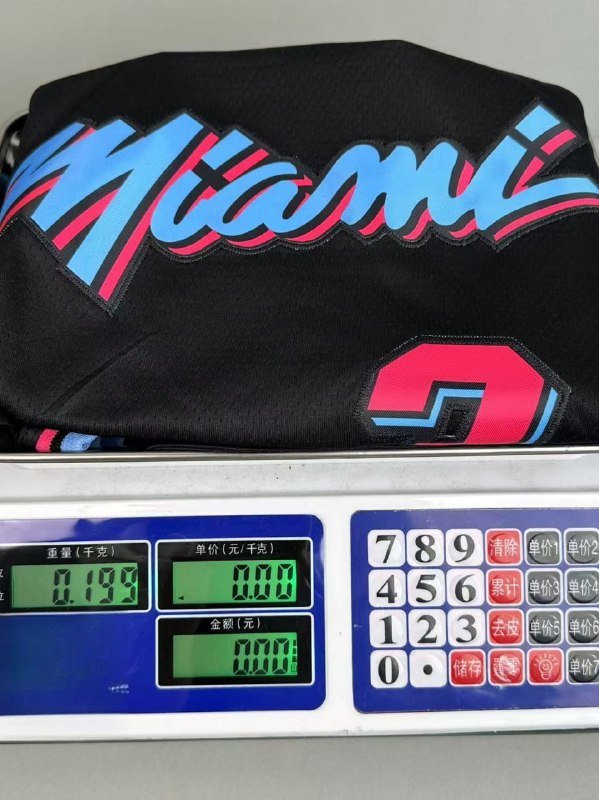 Miami
重量(千克)
单价(元/千克)
0.199
0.00
金额(元)
0.00
7 8 9 清除 单价1 单价2
4 5 6 累计 单价3 单价4
1 2 3 去皮 单价5 单价6
0 . 储存 单价7